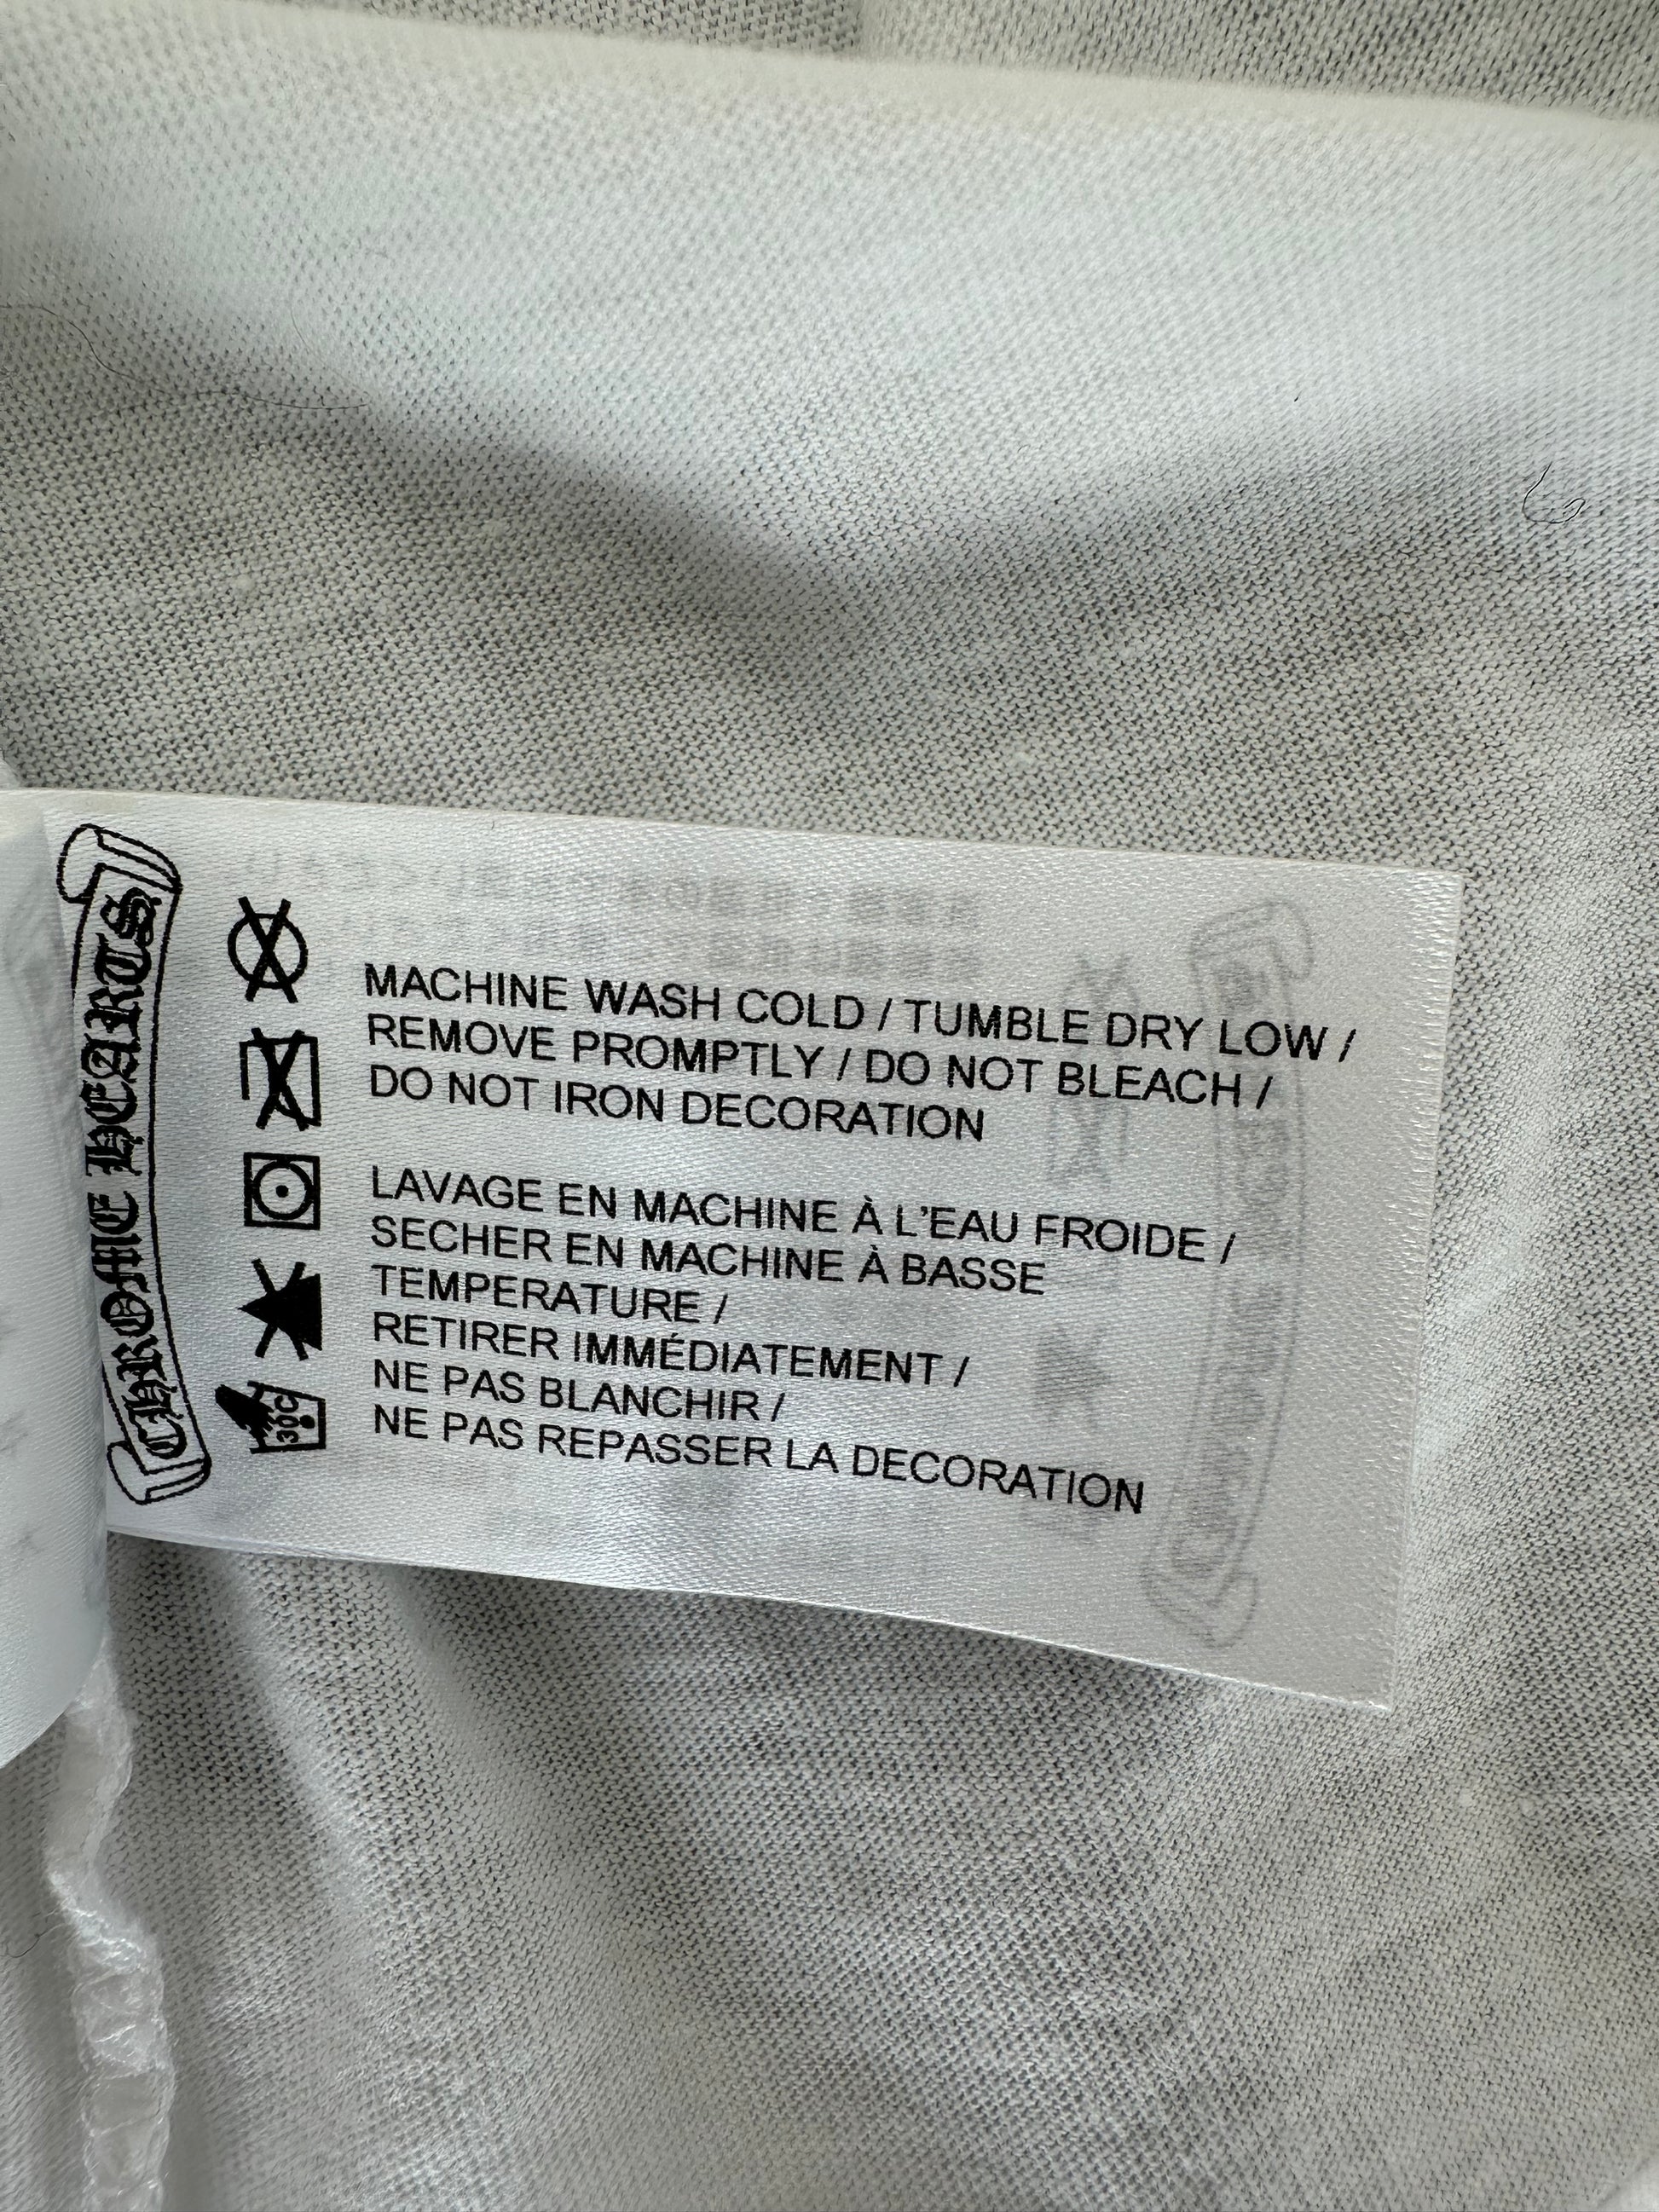 CHROME HEARTS
MACHINE WASH COLD / TUMBLE DRY LOW /
REMOVE PROMPTLY / DO NOT BLEACH /
DO NOT IRON DECORATION
LAVAGE EN MACHINE À L'EAU FROIDE /
SECHER EN MACHINE À BASSE
TEMPERATURE /
RETIRER IMMÉDIATEMENT /
NE PAS BLANCHIR /
NE PAS REPASSER LA DECORATION
30C